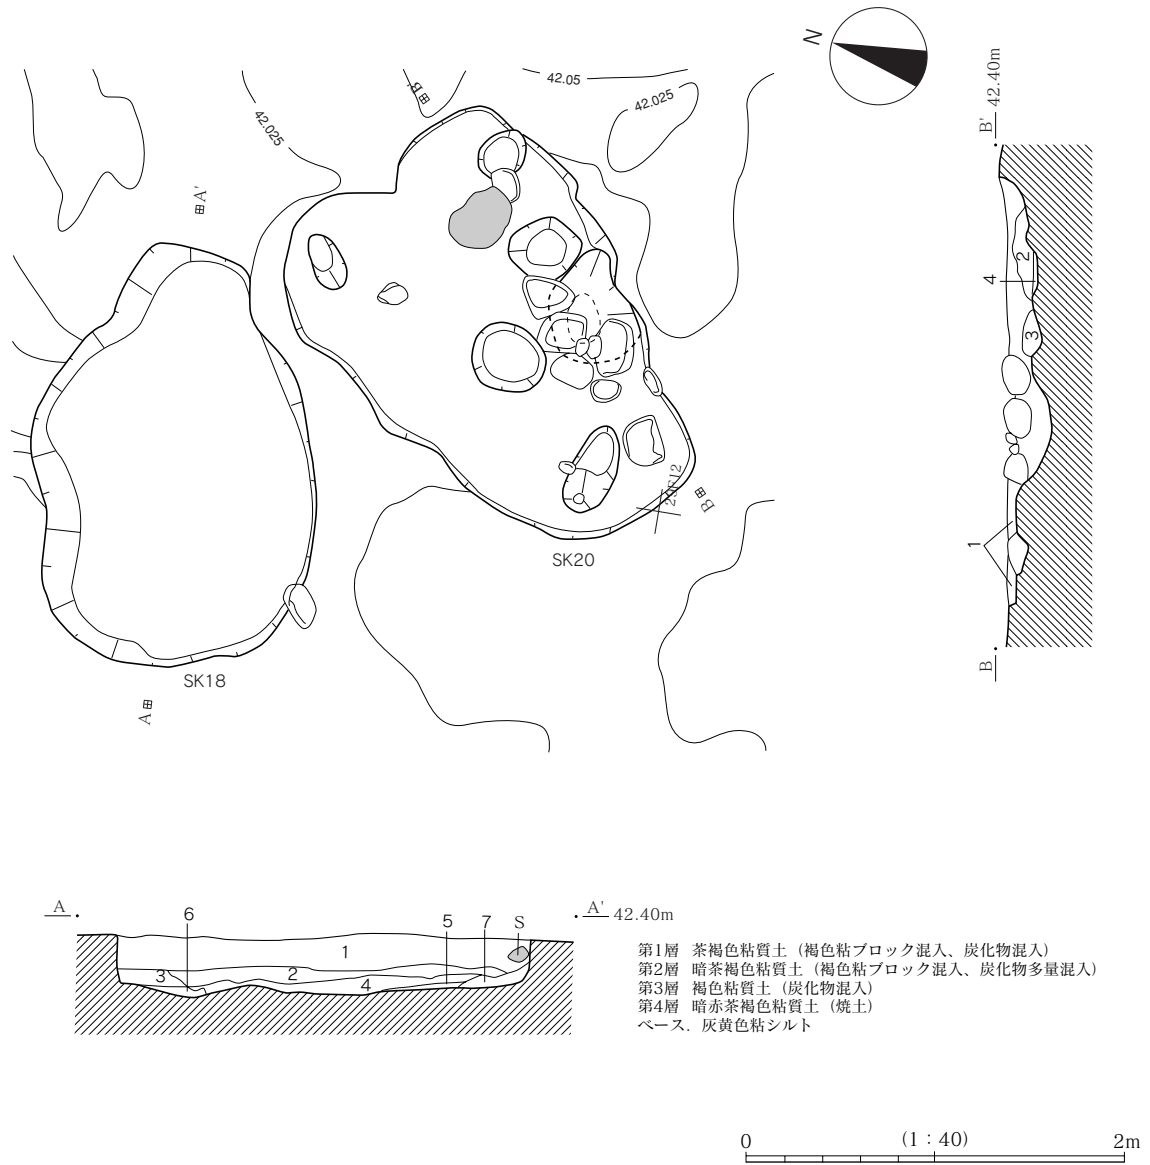 N
42.40m
B'
42.05
42.025
42.025
B'
A'
4
2
3
25F12
B
SK20
1
B
SK18
A
A
6
5
7
S
A'
42.40m
1
3
2
4
第1層 茶褐色粘質土（褐色粘ブロック混入、炭化物混入）
第2層 暗茶褐色粘質土（褐色粘ブロック混入、炭化物多量混入）
第3層 褐色粘質土（炭化物混入）
第4層 暗赤茶褐色粘質土（焼土）
ベース．灰黄色粘シルト
0
(1：40)
2m